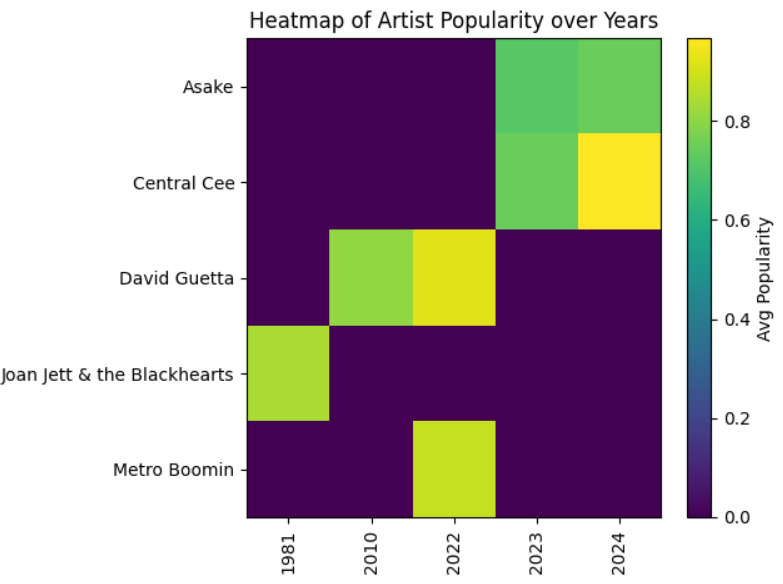 Heatmap of Artist Popularity over Years
Asake
Central Cee
David Guetta
Joan Jett & the Blackhearts
Metro Boomin
1981
2010
2022
2023
2024
0.8
0.6
0.4
0.2
0.0
Avg Popularity